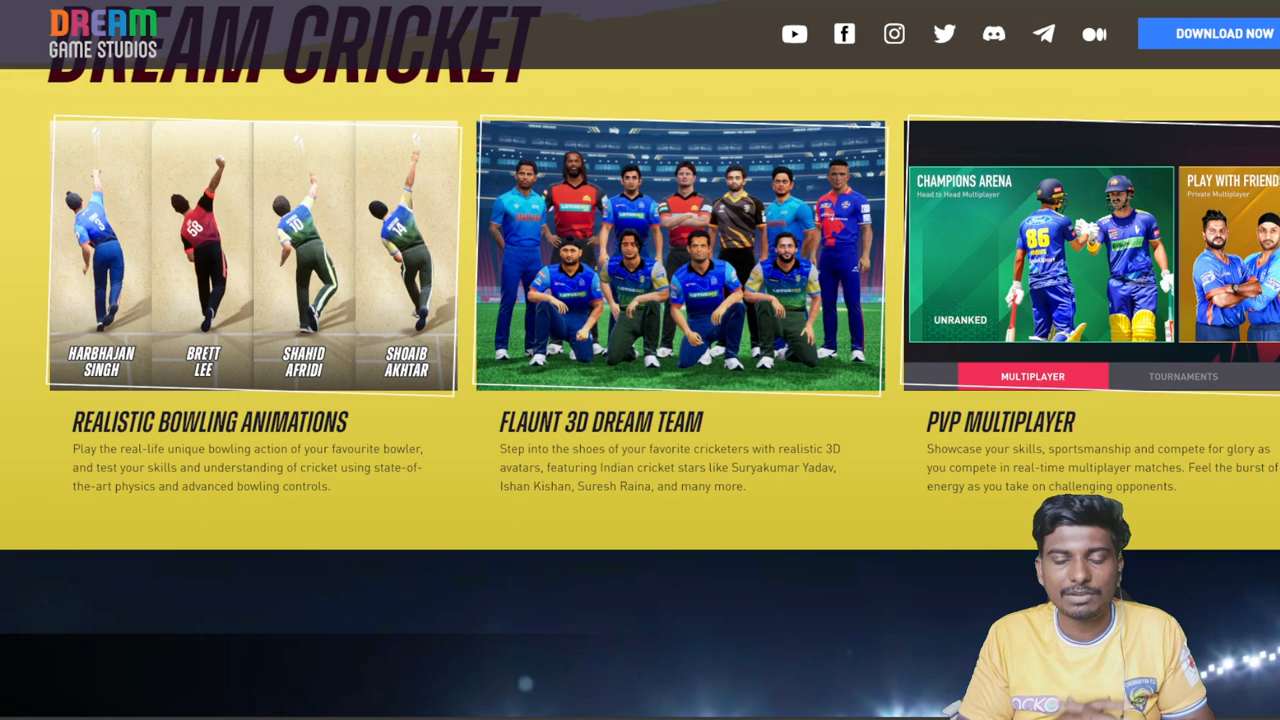 DREAM
GAME STUDIOS
DREAM CRICKET
DOWNLOAD NOW
HARBHAJAN
SINGH
BRETT
LEE
SHAHID
AFRIDI
SHOAIB
AKHTAR
CHAMPIONS ARENA
Head to Head Multiplayer
86
UNRANKED
PLAY WITH FRIEND
Private Multiplayer
MULTIPLAYER
TOURNAMENTS
REALISTIC BOWLING ANIMATIONS
Play the real-life unique bowling action of your favourite bowler,
and test your skills and understanding of cricket using state-of-
the-art physics and advanced bowling controls.
FLAUNT 3D DREAM TEAM
Step into the shoes of your favorite cricketers with realistic 3D
avatars, featuring Indian cricket stars like Suryakumar Yadav,
Ishan Kishan, Suresh Raina, and many more.
PVP MULTIPLAYER
Showcase your skills, sportsmanship and compete for glory as
you compete in real-time multiplayer matches. Feel the burst of
energy as you take on challenging opponents.